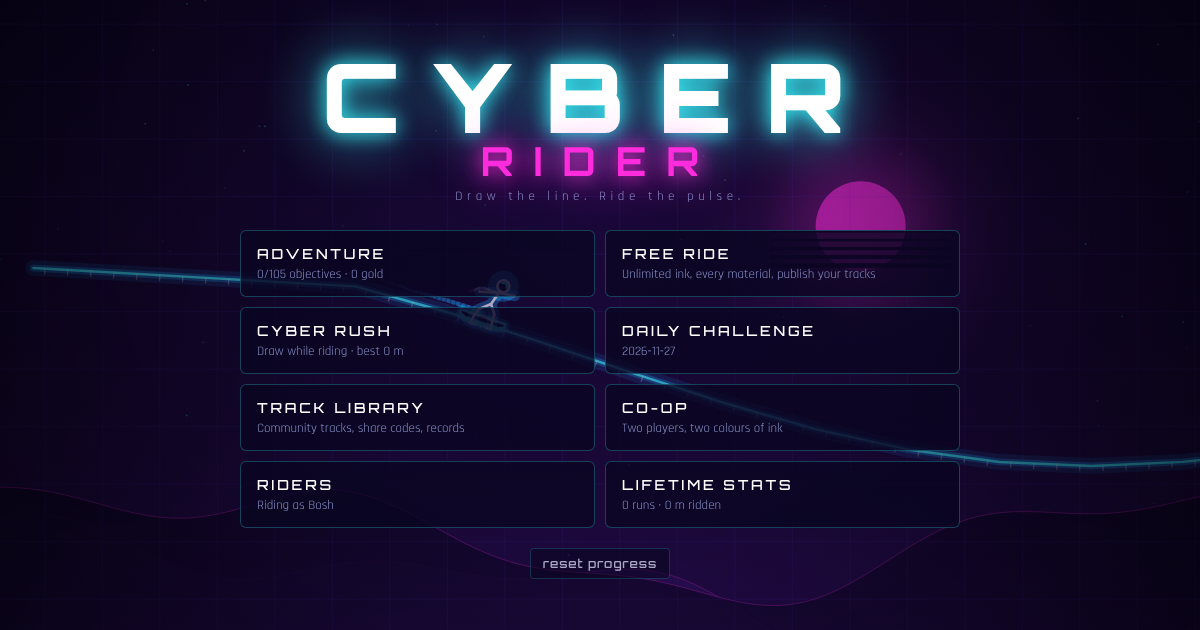 CYBER
RIDER
Draw the line. Ride the pulse.
ADVENTURE
0/105 objectives · 0 gold
FREE RIDE
Unlimited ink, every material, publish your tracks
CYBER RUSH
Draw while riding · best 0 m
DAILY CHALLENGE
2026-11-27
TRACK LIBRARY
Community tracks, share codes, records
CO-OP
Two players, two colours of ink
RIDERS
Riding as Bosh
LIFETIME STATS
0 runs · 0 m ridden
reset progress